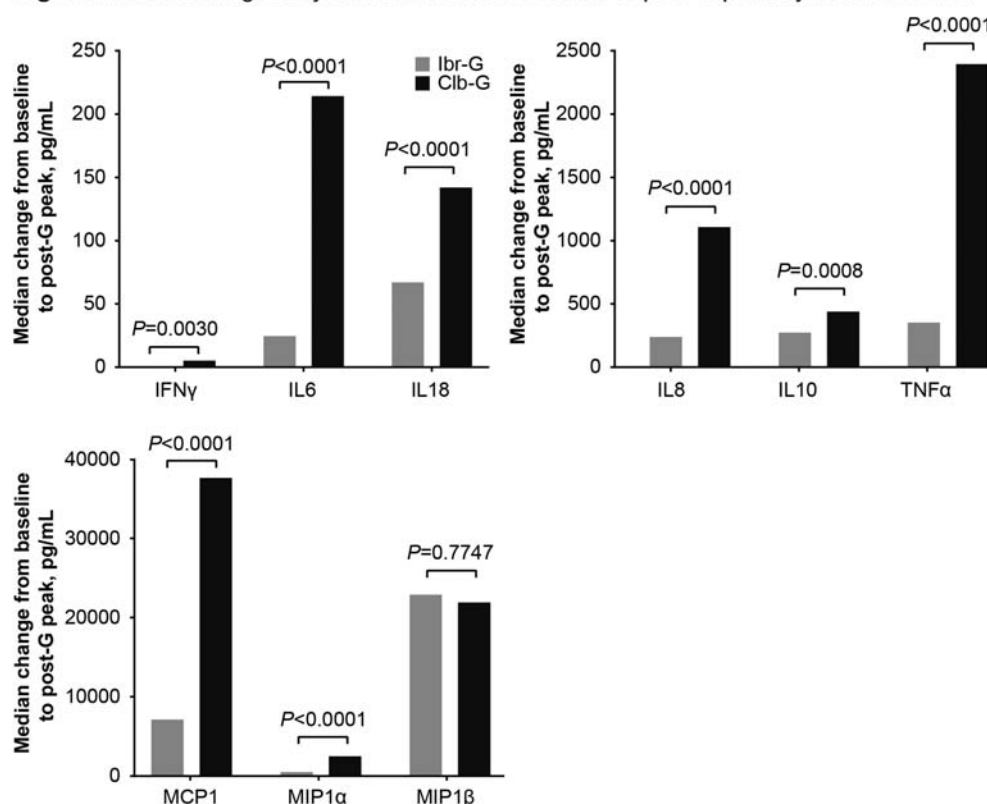 Median change from baseline
to post-G peak, pg/mL
250
200
150
100
50
0
Ibr-G
Clb-G
P=0.0030
P<0.0001
P<0.0001
IFNγ IL6 IL18
Median change from baseline
to post-G peak, pg/mL
2500
2000
1500
1000
500
0
P<0.0001
P=0.0008
P<0.0001
IL8 IL10 TNFα
Median change from baseline
to post-G peak, pg/mL
40000
30000
20000
10000
0
P<0.0001
P<0.0001
P=0.7747
MCP1 MIP1α MIP1β